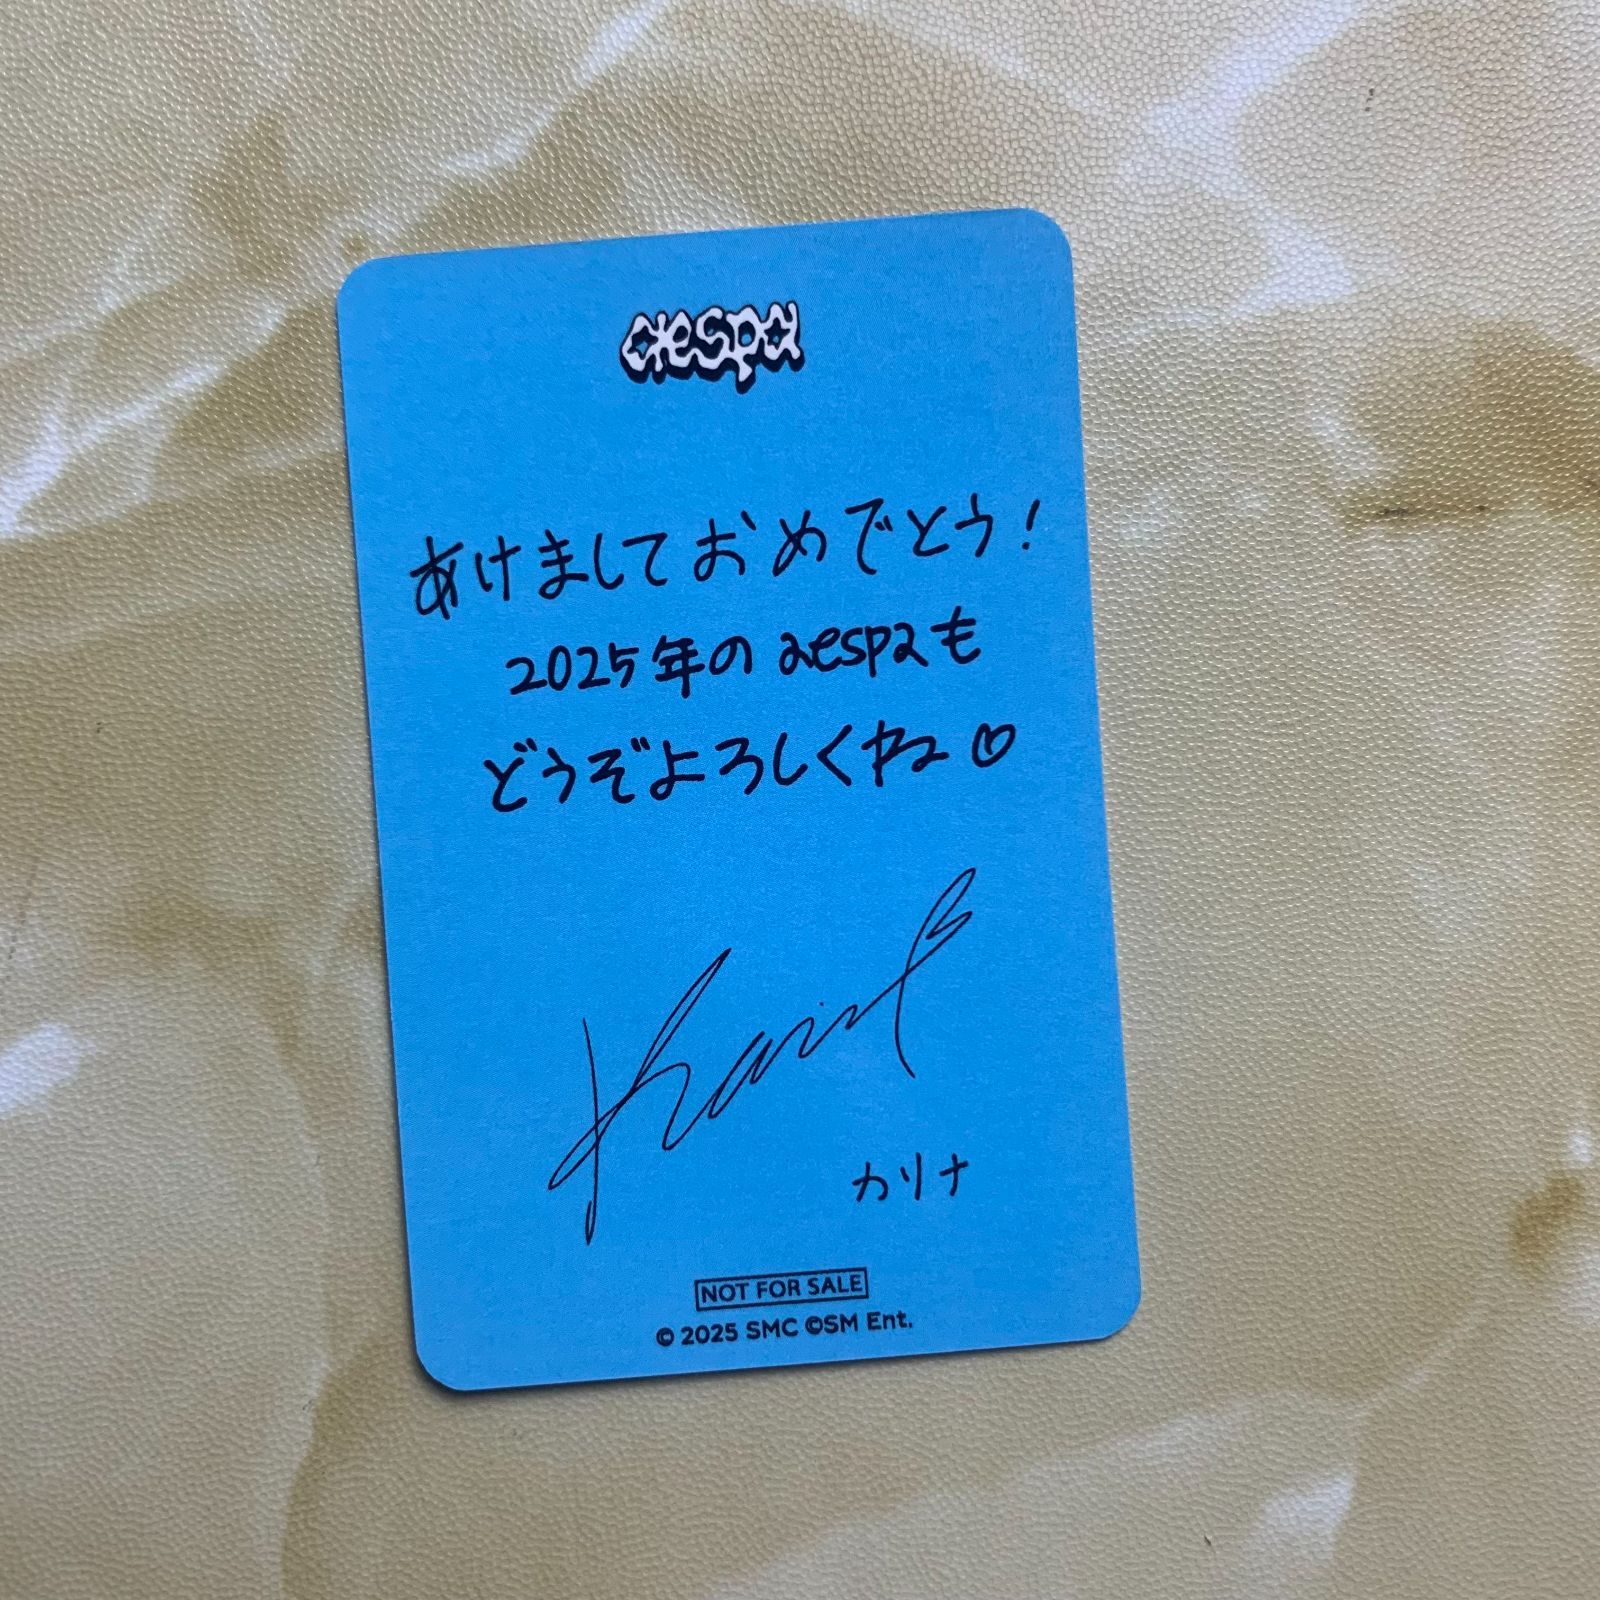 aespa
あけましておめでとう!
2025年のaespaも
どうぞよろしくね♡
Karina
カリナ
NOT FOR SALE
© 2025 SMC ©SM Ent.